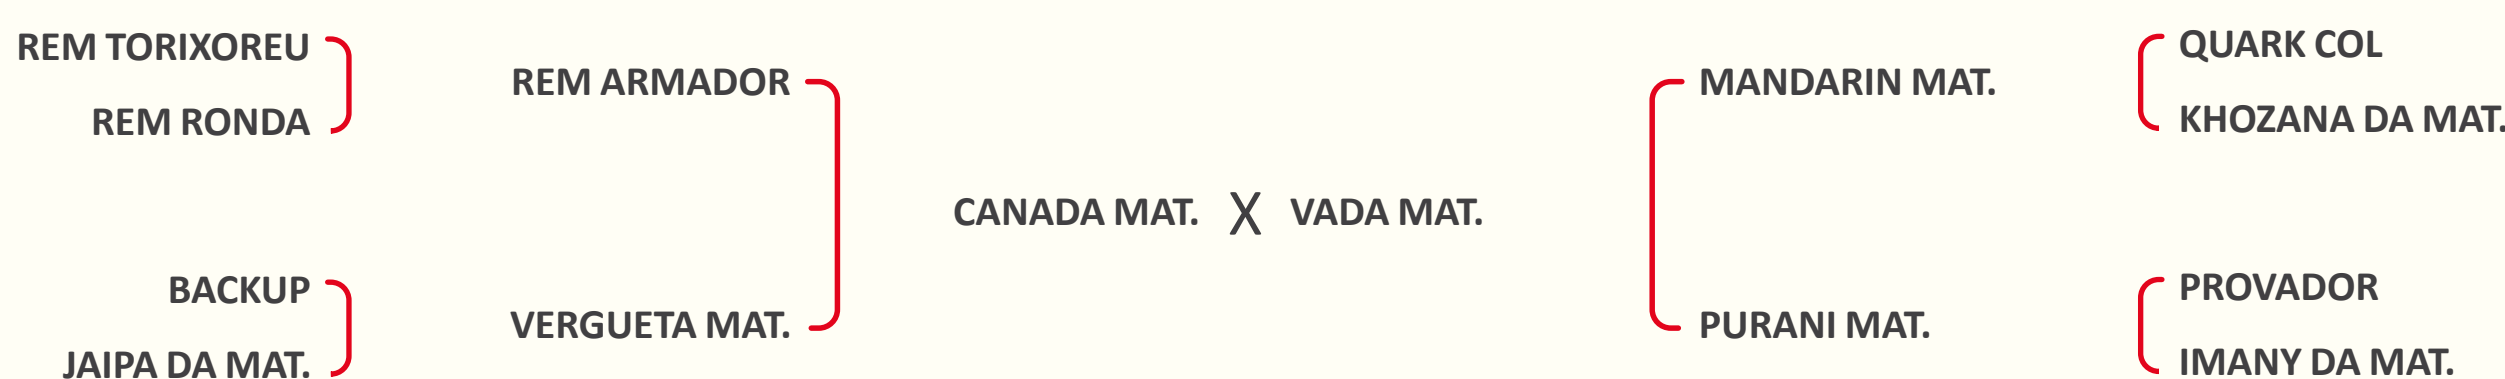 REM TORIXOREU
REM RONDA
BACKUP
JAIPA DA MAT.
REM ARMADOR
VERGUETA MAT.
CANADA MAT. X VADA MAT.
MANDARIN MAT.
PURANI MAT.
QUARK COL
KHOZANA DA MAT.
PROVADOR
IMANY DA MAT.